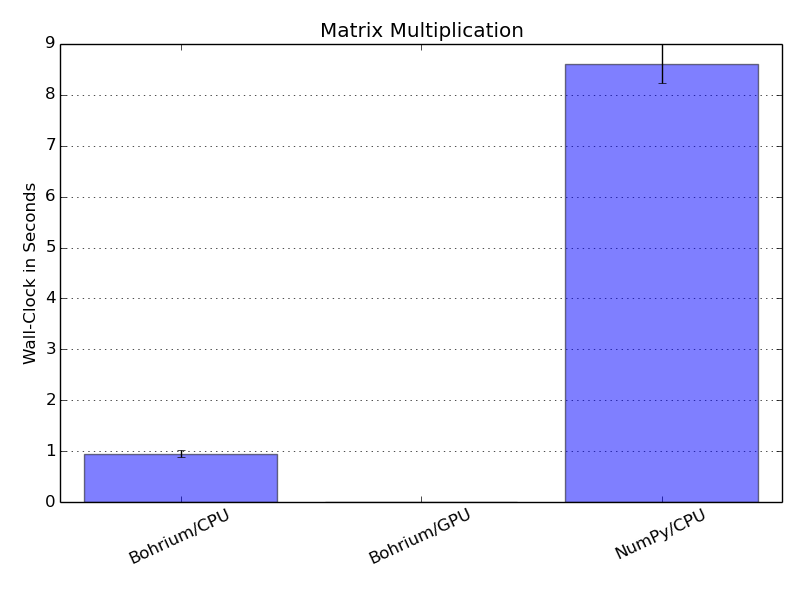 Matrix Multiplication
Wall-Clock in Seconds
9
8
7
6
5
4
3
2
1
0
Bohrium/CPU
Bohrium/GPU
NumPy/CPU